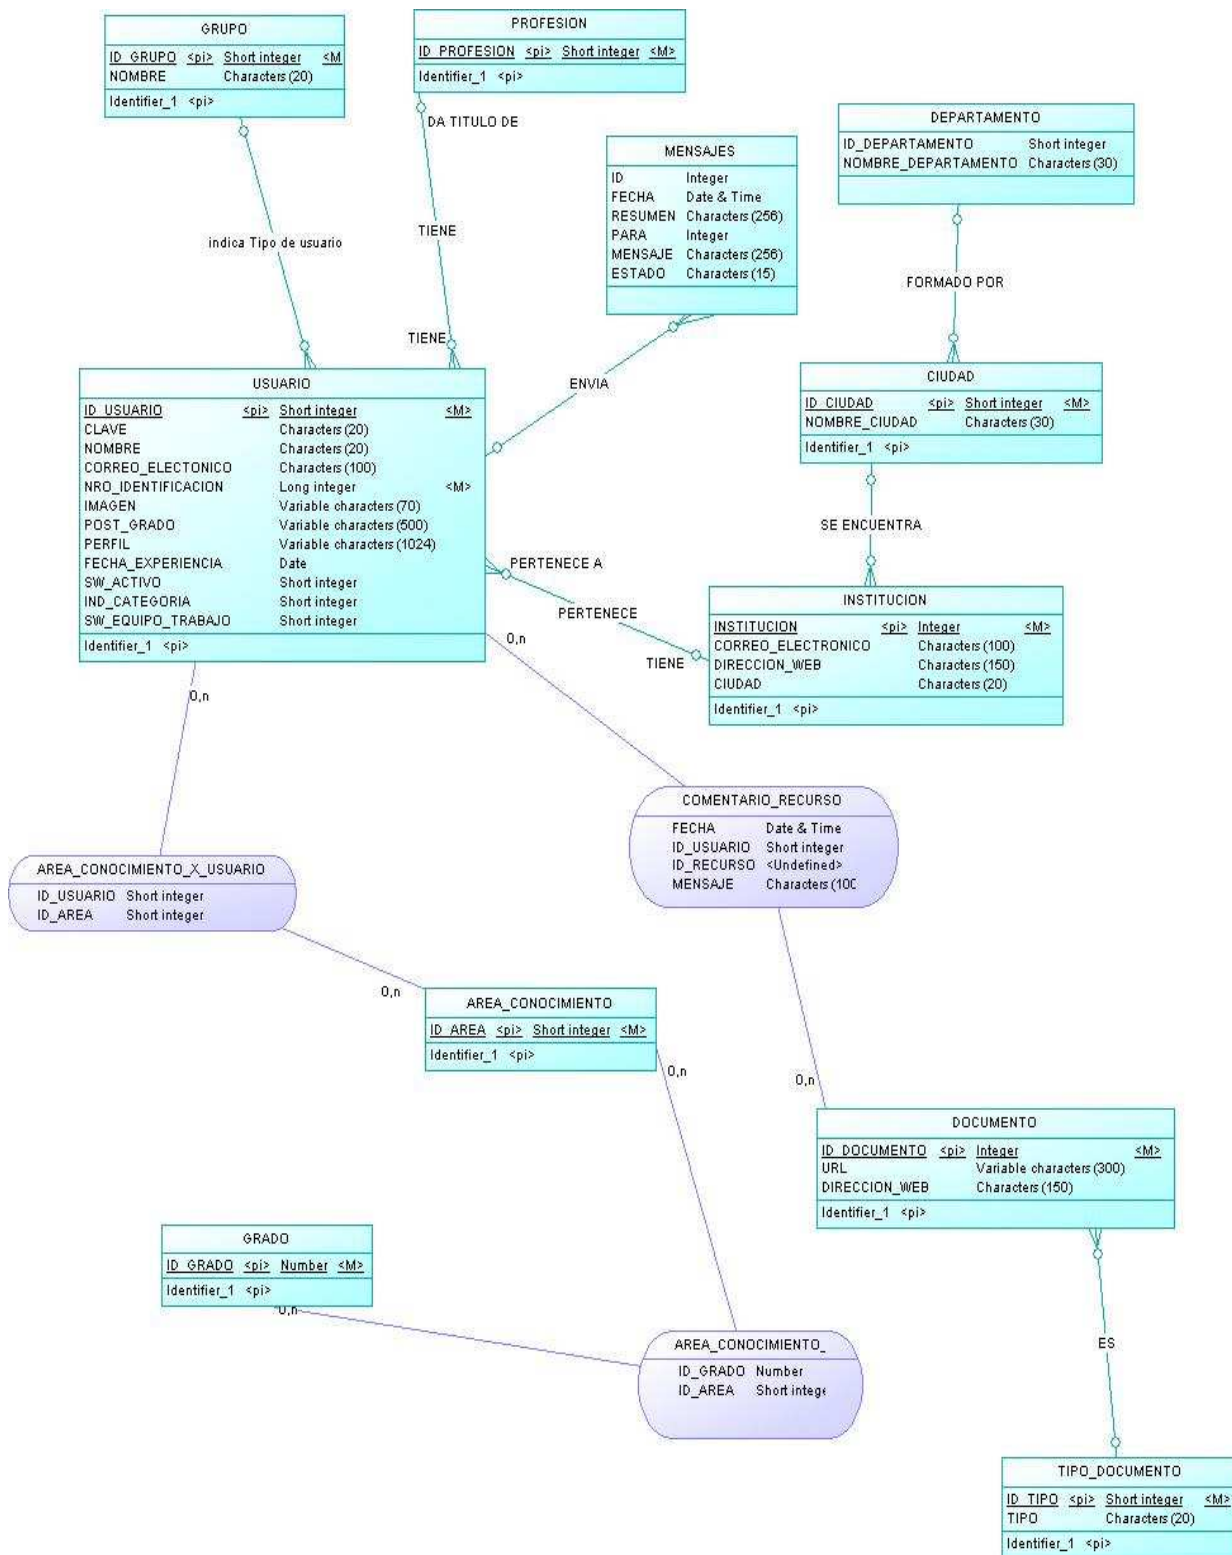 GRUPO
ID_GRUPO <pi> Short integer <M
NOMBRE Characters (20)
Identifier_1 <pi>
PROFESION
ID_PROFESION <pi> Short integer <M>
Identifier_1 <pi>
DA TITULO DE
TIENE
TIENE
indica Tipo de usuario
MENSAJES
ID Integer
FECHA Date & Time
RESUMEN Characters (256)
PARA Integer
MENSAJE Characters (256)
ESTADO Characters (15)
ENVIA
DEPARTAMENTO
ID_DEPARTAMENTO Short integer
NOMBRE_DEPARTAMENTO Characters (30)
FORMADO POR
CIUDAD
ID_CIUDAD <pi> Short integer <M>
NOMBRE_CIUDAD Characters (30)
Identifier_1 <pi>
SE ENCUENTRA
USUARIO
ID_USUARIO <pi> Short integer <M>
CLAVE Characters (20)
NOMBRE Characters (20)
CORREO_ELECTONICO Characters (100)
NRO_IDENTIFICACION Long integer <M>
IMAGEN Variable characters (70)
POST_GRADO Variable characters (500)
PERFIL Variable characters (1024)
FECHA_EXPERIENCIA Date
SW_ACTIVO Short integer
IND_CATEGORIA Short integer
SW_EQUIPO_TRABAJO Short integer
Identifier_1 <pi>
PERTENECE A
PERTENECE
TIENE
INSTITUCION
INSTITUCION <pi> Integer <M>
CORREO_ELECTRONICO Characters (100)
DIRECCION_WEB Characters (150)
CIUDAD Characters (20)
Identifier_1 <pi>
0,n
0,n
COMENTARIO_RECURSO
FECHA Date & Time
ID_USUARIO Short integer
ID_RECURSO <Undefined>
MENSAJE Characters (100
AREA_CONOCIMIENTO_X_USUARIO
ID_USUARIO Short integer
ID_AREA Short integer
0,n
AREA_CONOCIMIENTO
ID_AREA <pi> Short integer <M>
Identifier_1 <pi>
0,n
0,n
DOCUMENTO
ID_DOCUMENTO <pi> Integer <M>
URL Variable characters (300)
DIRECCION_WEB Characters (150)
Identifier_1 <pi>
GRADO
ID_GRADO <pi> Number <M>
Identifier_1 <pi>
0,n
AREA_CONOCIMIENTO_
ID_GRADO Number
ID_AREA Short intege
ES
TIPO_DOCUMENTO
ID_TIPO <pi> Short integer <M>
TIPO Characters (20)
Identifier_1 <pi>